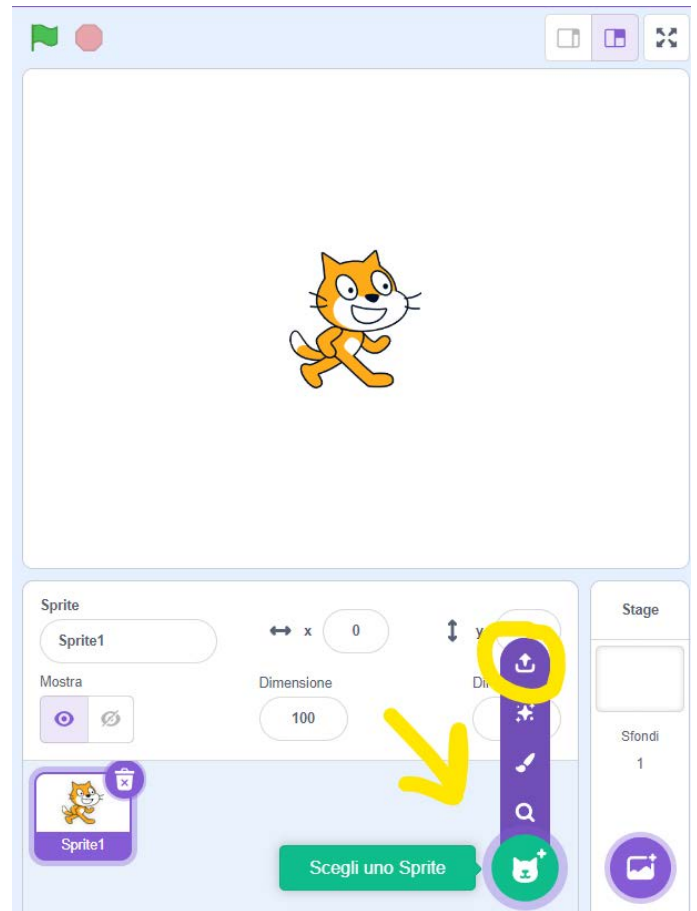 Sprite
Stage
Sprite1
x
0
y
Mostra
Dimensione
100
Sfondi
1
Sprite1
Scegli uno Sprite